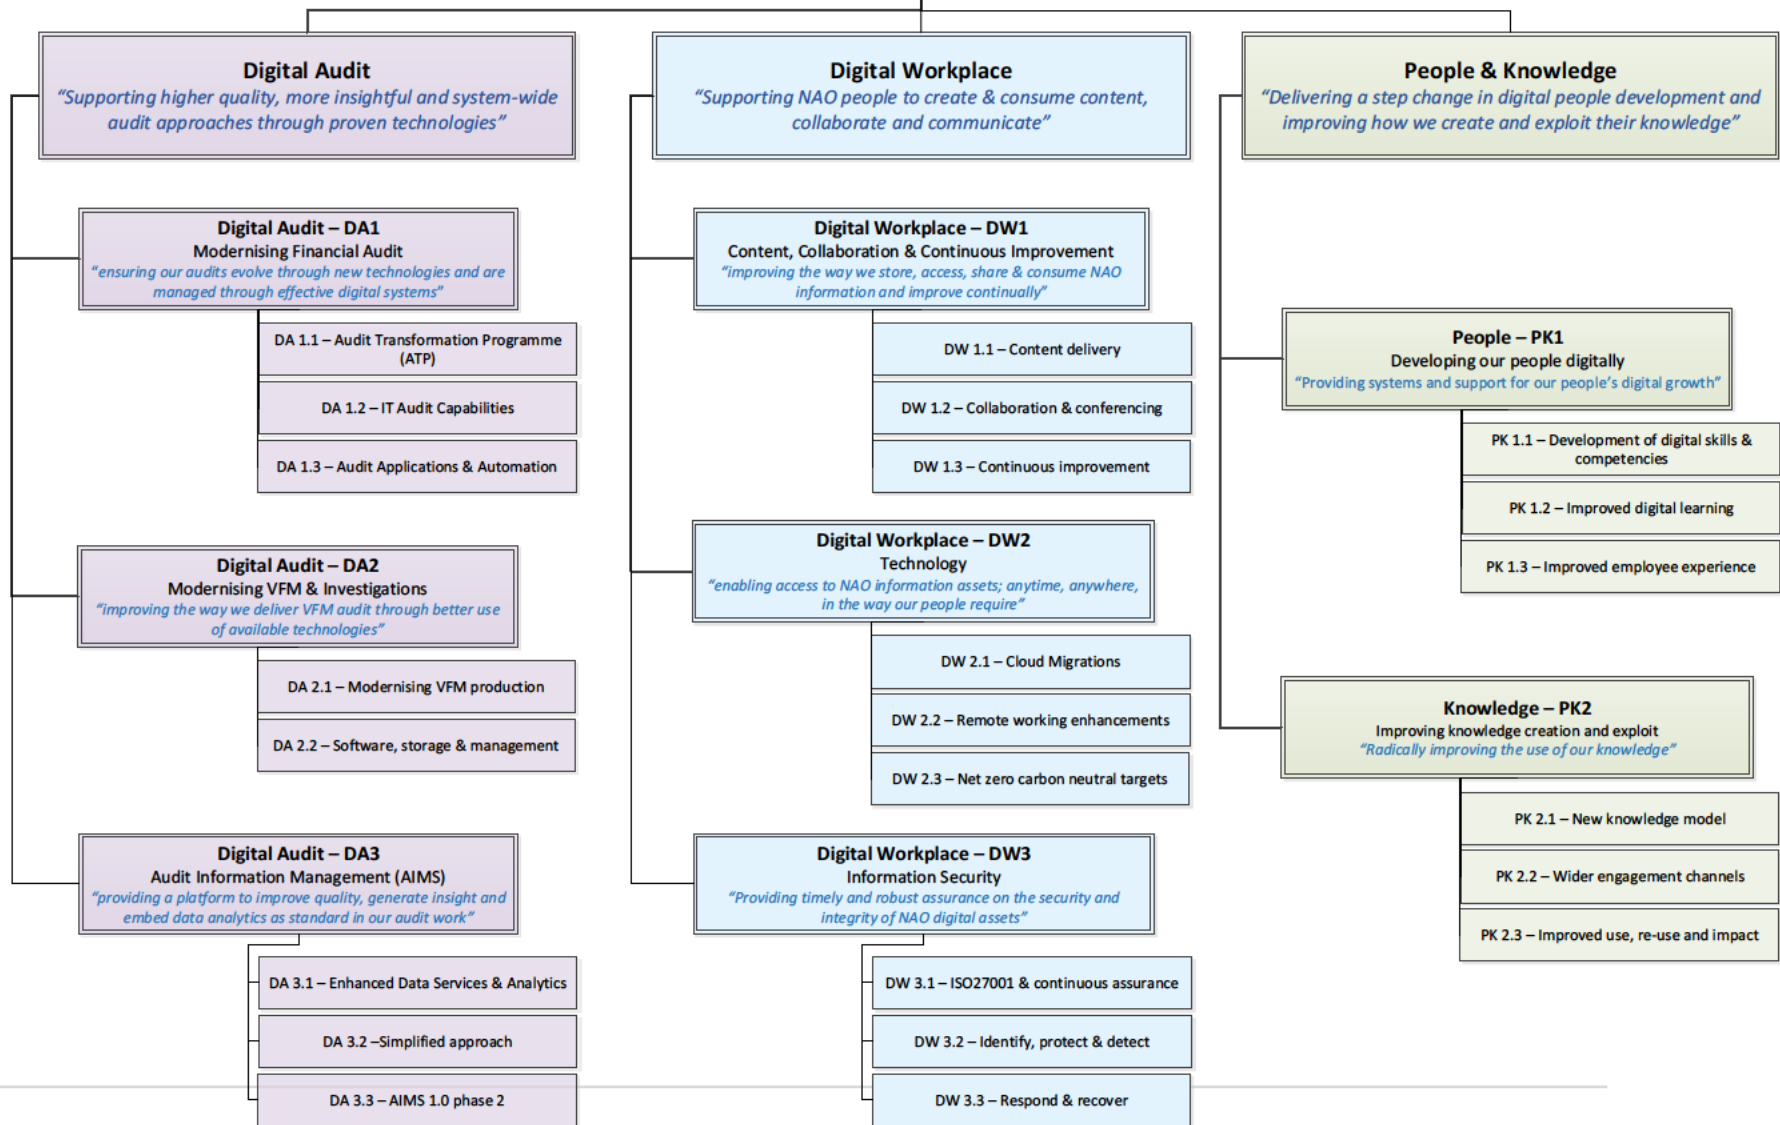 Digital Audit
“Supporting higher quality, more insightful and system-wide
audit approaches through proven technologies”
Digital Audit – DA1
Modernising Financial Audit
“ensuring our audits evolve through new technologies and are
managed through effective digital systems”
DA 1.1 – Audit Transformation Programme
(ATP)
DA 1.2 – IT Audit Capabilities
DA 1.3 – Audit Applications & Automation
Digital Audit – DA2
Modernising VFM & Investigations
“improving the way we deliver VFM audit through better use
of available technologies”
DA 2.1 – Modernising VFM production
DA 2.2 – Software, storage & management
Digital Audit – DA3
Audit Information Management (AIMS)
“providing a platform to improve quality, generate insight and
embed data analytics as standard in our audit work”
DA 3.1 – Enhanced Data Services & Analytics
DA 3.2 –Simplified approach
DA 3.3 – AIMS 1.0 phase 2
Digital Workplace
“Supporting NAO people to create & consume content,
collaborate and communicate”
Digital Workplace – DW1
Content, Collaboration & Continuous Improvement
“improving the way we store, access, share & consume NAO
information and improve continually”
DW 1.1 – Content delivery
DW 1.2 – Collaboration & conferencing
DW 1.3 – Continuous improvement
Digital Workplace – DW2
Technology
“enabling access to NAO information assets; anytime, anywhere,
in the way our people require”
DW 2.1 – Cloud Migrations
DW 2.2 – Remote working enhancements
DW 2.3 – Net zero carbon neutral targets
Digital Workplace – DW3
Information Security
“Providing timely and robust assurance on the security and
integrity of NAO digital assets”
DW 3.1 – ISO27001 & continuous assurance
DW 3.2 – Identify, protect & detect
DW 3.3 – Respond & recover
People & Knowledge
“Delivering a step change in digital people development and
improving how we create and exploit their knowledge”
People – PK1
Developing our people digitally
“Providing systems and support for our people’s digital growth”
PK 1.1 – Development of digital skills &
competencies
PK 1.2 – Improved digital learning
PK 1.3 – Improved employee experience
Knowledge – PK2
Improving knowledge creation and exploit
“Radically improving the use of our knowledge”
PK 2.1 – New knowledge model
PK 2.2 – Wider engagement channels
PK 2.3 – Improved use, re-use and impact